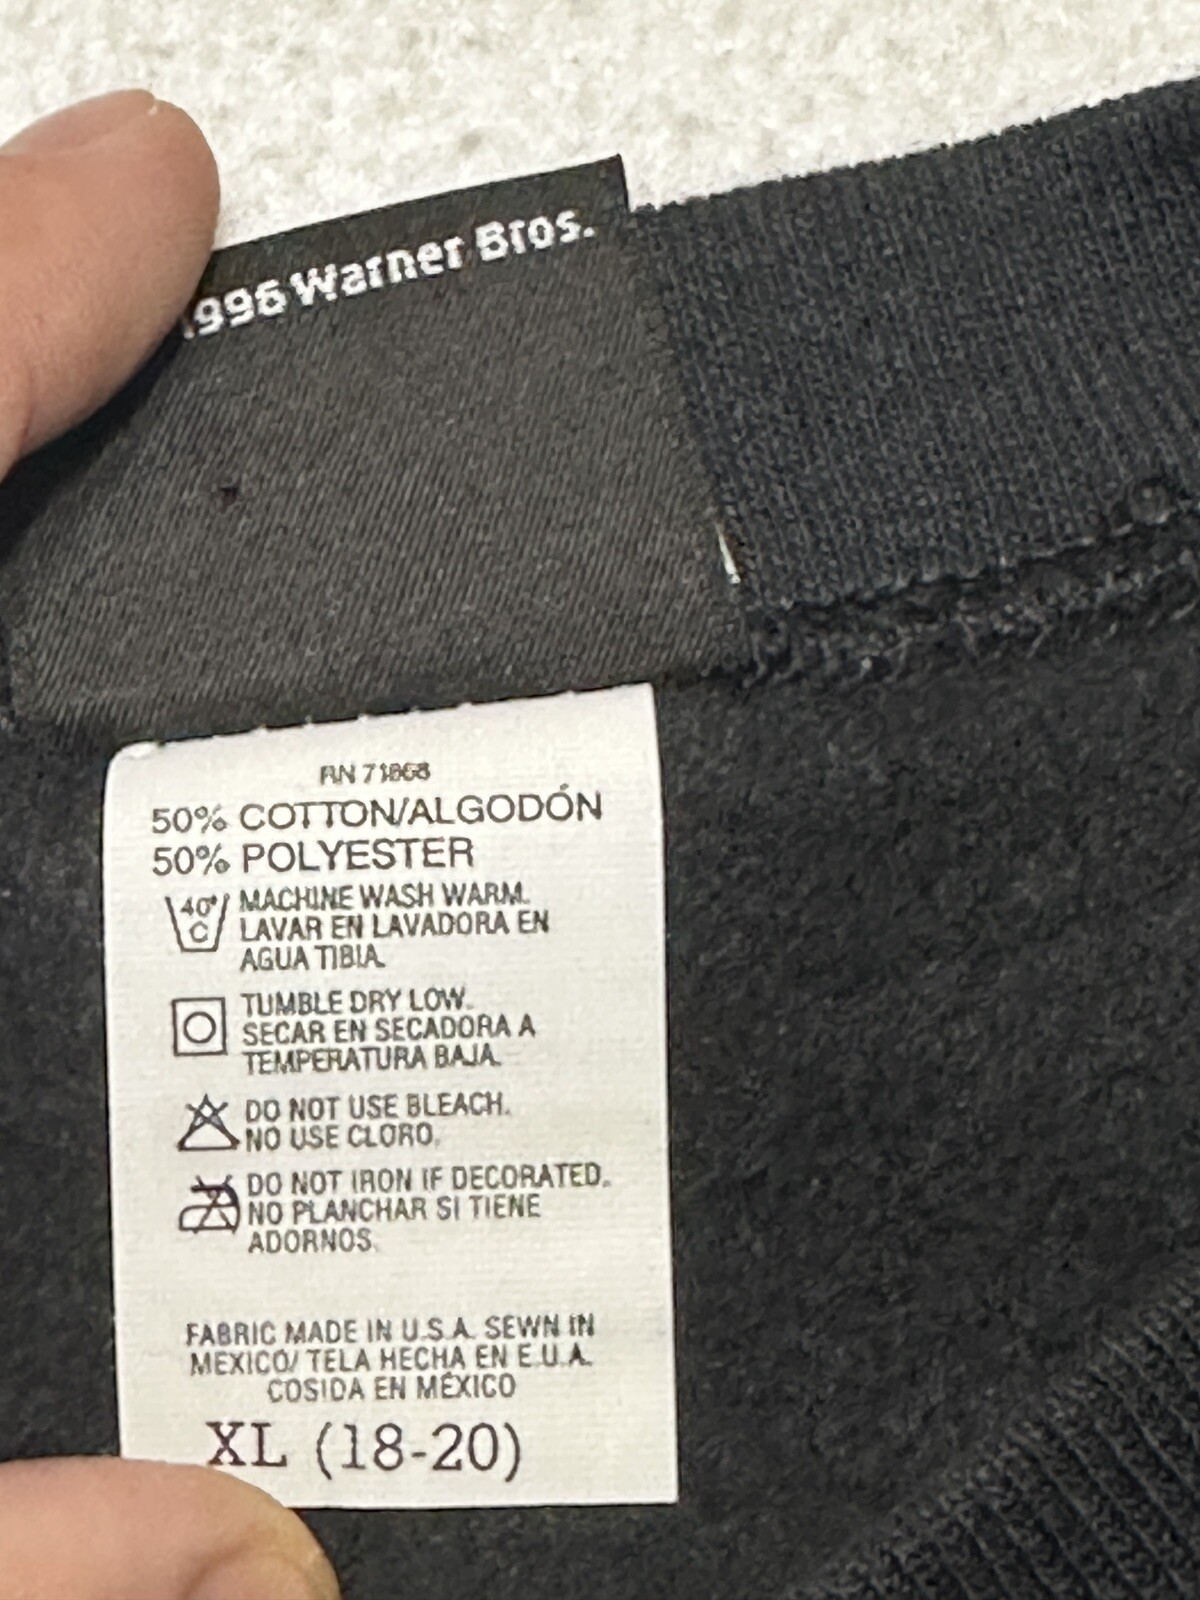 1996 Warner Bros.
RN 71868
50% COTTON/ALGODÓN
50% POLYESTER
40°
C
MACHINE WASH WARM.
LAVAR EN LAVADORA EN
AGUA TIBIA.
TUMBLE DRY LOW.
SECAR EN SECADORA A
TEMPERATURA BAJA.
DO NOT USE BLEACH.
NO USE CLORO.
DO NOT IRON IF DECORATED.
NO PLANCHAR SI TIENE
ADORNOS.
FABRIC MADE IN U.S.A. SEWN IN
MEXICO/ TELA HECHA EN E.U.A.
COSIDA EN MÉXICO
XL (18-20)